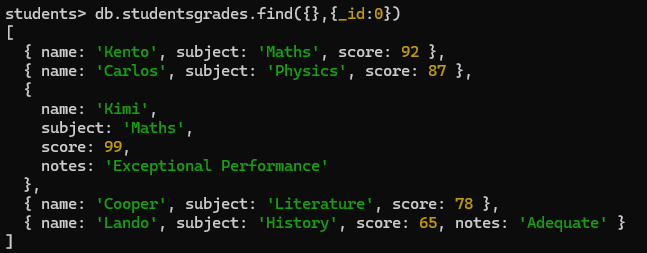 students> db.studentsgrades.find({},{_id:0})
[
  { name: 'Kento', subject: 'Maths', score: 92 },
  { name: 'Carlos', subject: 'Physics', score: 87 },
  {
    name: 'Kimi',
    subject: 'Maths',
    score: 99,
    notes: 'Exceptional Performance'
  },
  { name: 'Cooper', subject: 'Literature', score: 78 },
  { name: 'Lando', subject: 'History', score: 65, notes: 'Adequate' }
]